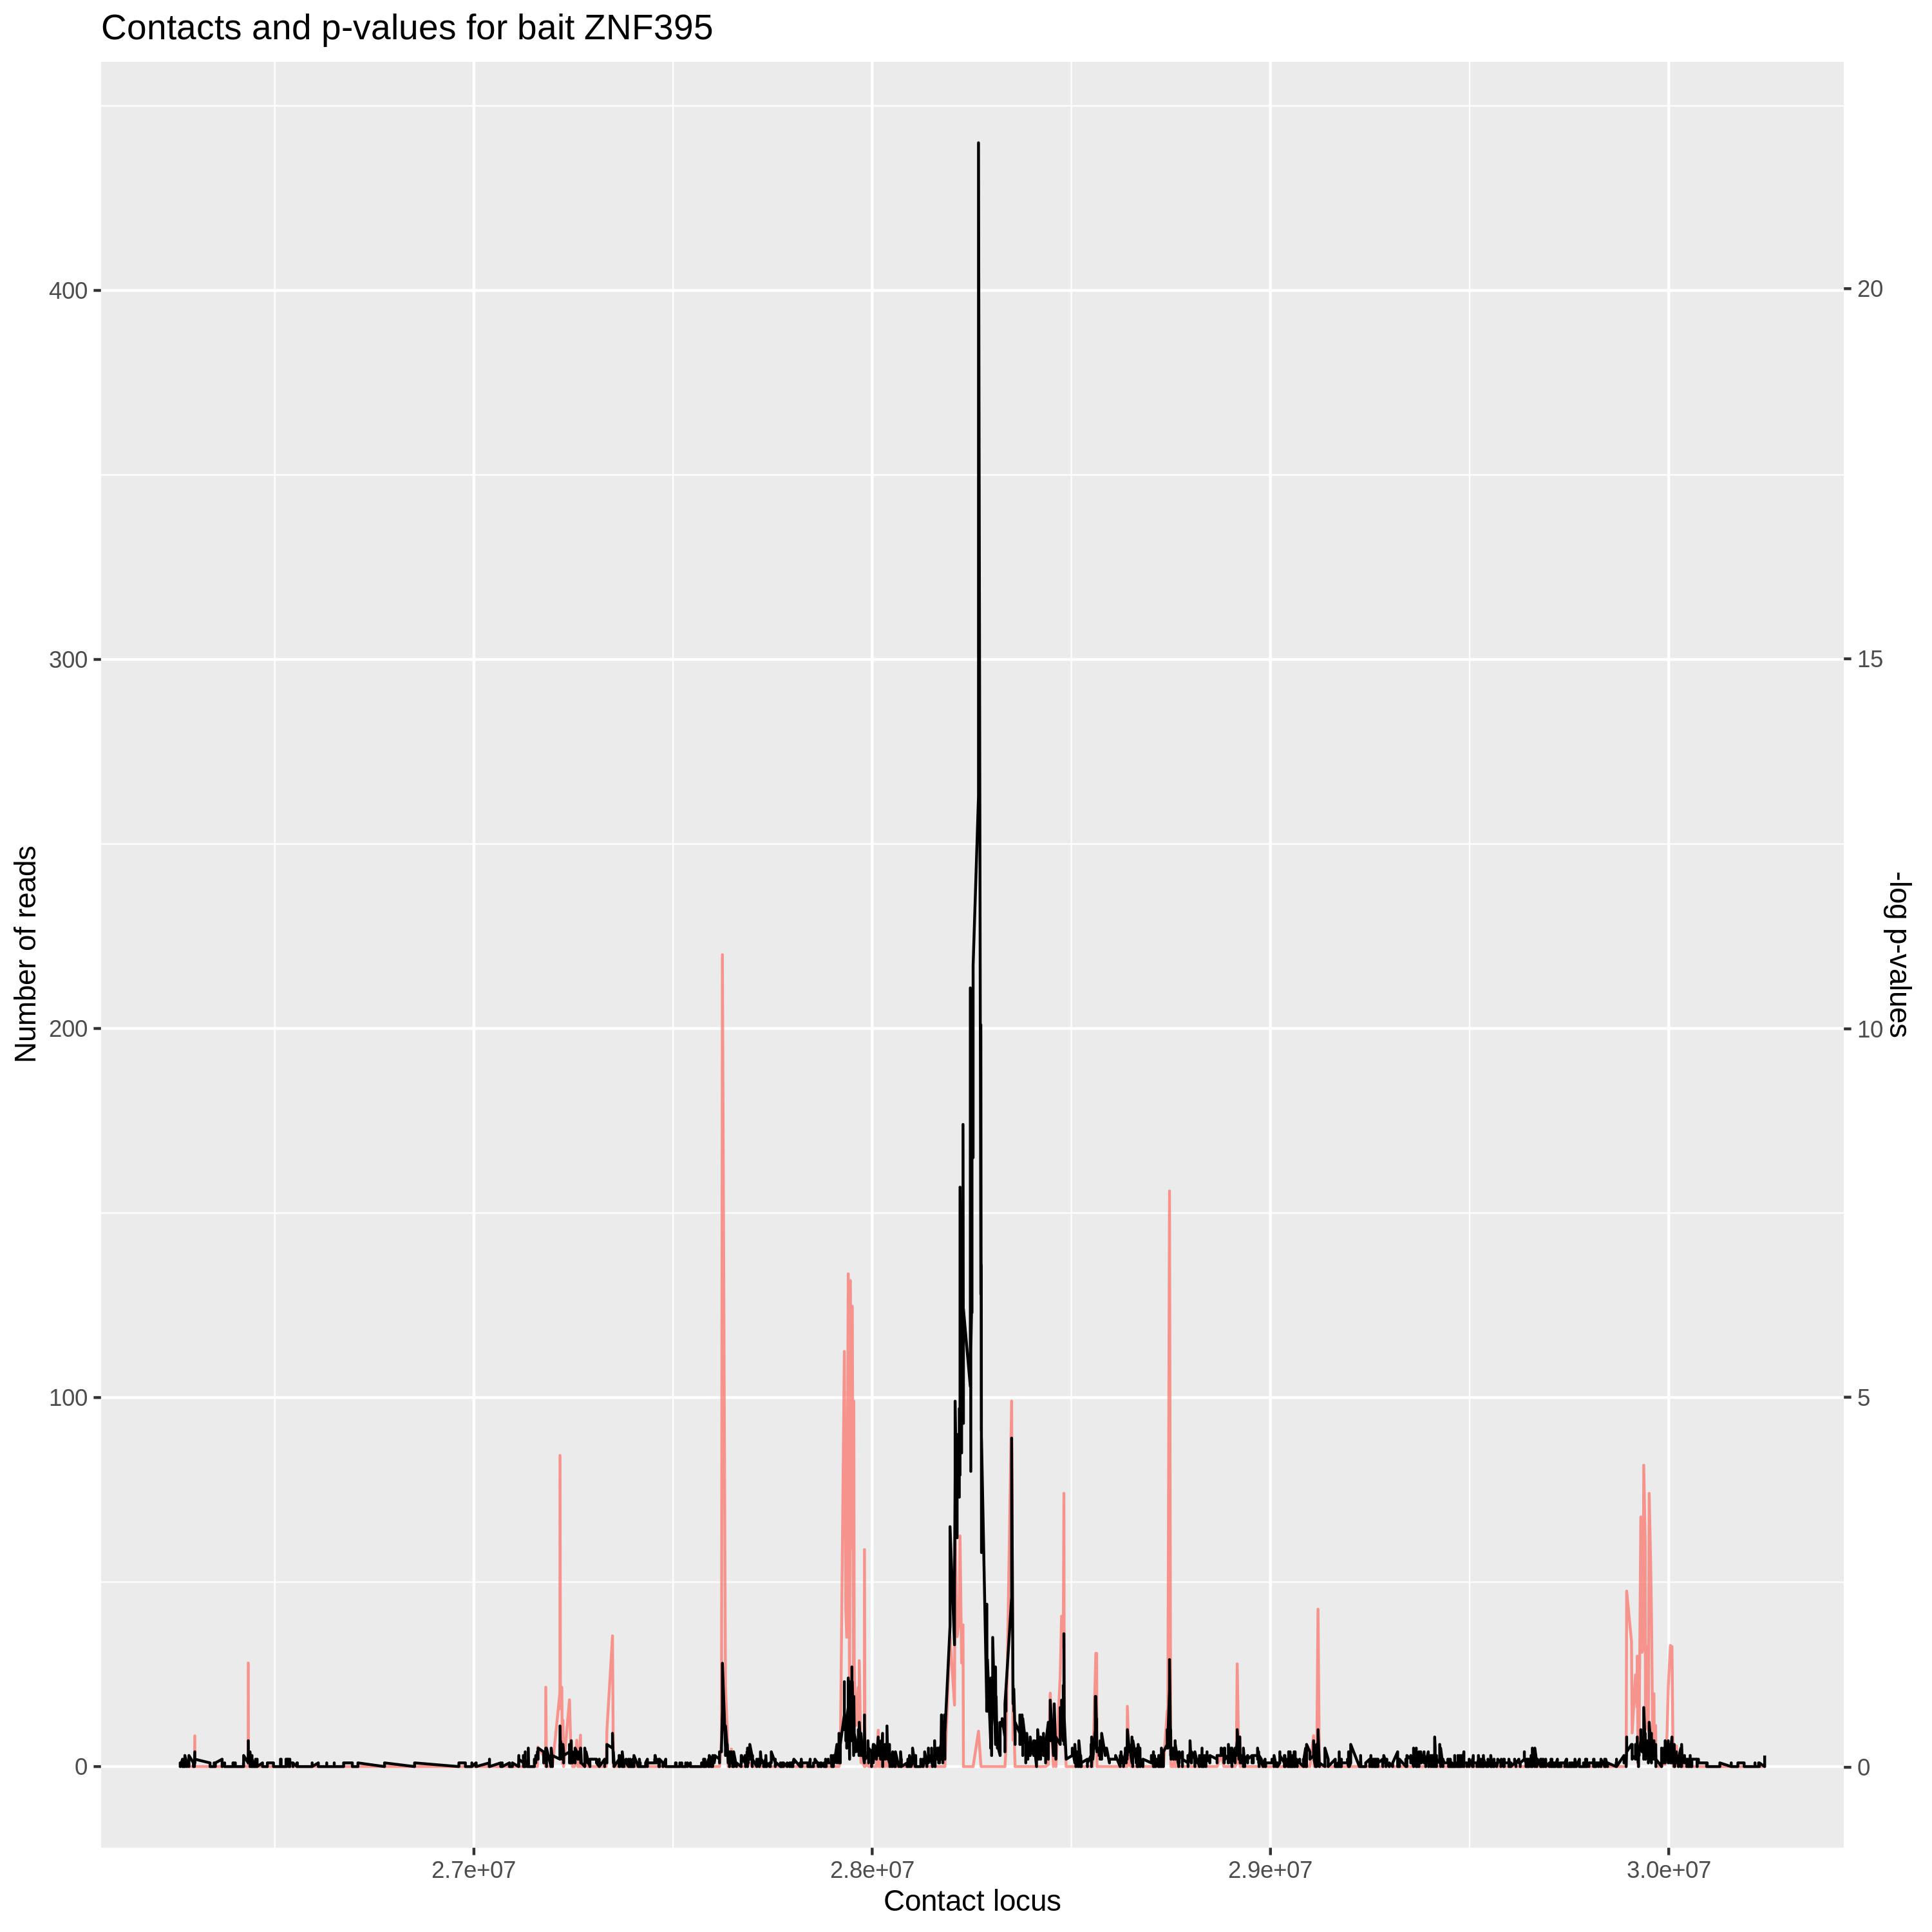 Contacts and p-values for bait ZNF395
Number of reads
400
300
200
100
0
20
15
10
5
0
-log p-values
2.7e+07
2.8e+07
2.9e+07
3.0e+07
Contact locus